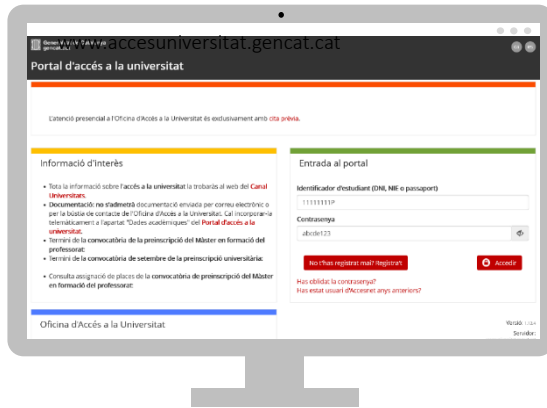 www.accesuniversitat.gencat.cat
gencat.cat
Portal d'accés a la universitat
L'atenció presencial a l'Oficina d'Accés a la Universitat és exclusivament amb cita prèvia.
Informació d'Interès
• Tota la informació sobre l'accés a la universitat la trobaràs al web del Canal
Universitats.
• Documentació: no s'admetrà documentació enviada per correu electrònic o
per la bústia de contacte de l'Oficina d'Accés a la Universitat. Cal incorporar-la
telemàticament a l'apartat "Dades acadèmiques" del Portal d'accés a la
universitat.
• Termini de la convocatòria de la preinscripció del Màster en formació del
professorat:
• Termini de la convocatòria de setembre de la preinscripció universitària:
• Consulta assignació de places de la convocatòria de preinscripció del Màster
en formació del professorat:
Entrada al portal
Identificador d'estudiant (DNI, NIE o passaport)
11111111P
Contrasenya
abcde123
No t'has registrat mai? Registra't
Accedir
Has oblidat la contrasenya?
Has estat usuari d'Accesnet anys anteriors?
Oficina d'Accés a la Universitat
Versió:
Servidor: